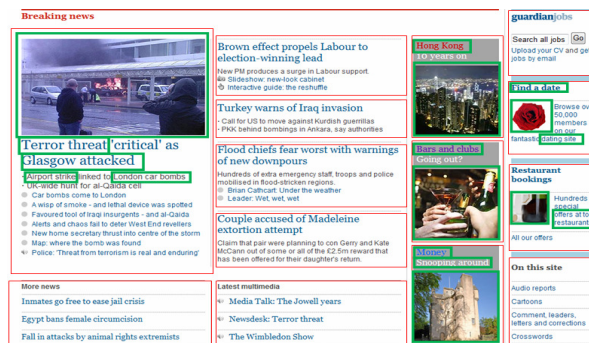 Breaking news
Terror threat 'critical' as
Glasgow attacked
Airport strike linked to London car bombs
UK-wide hunt for al-Qaida cell
Car bombs come to London
A wisp of smoke - and lethal device was spotted
Favoured tool of Iraqi insurgents - and al-Qaida
Alerts and chaos fail to deter West End revellers
New home secretary thrust into centre of the storm
Map: where the bomb was found
Police: 'Threat from terrorism is real and enduring'
Brown effect propels Labour to
election-winning lead
New PM produces a surge in Labour support.
Slideshow: new-look cabinet
Interactive guide: the reshuffle
Turkey warns of Iraq invasion
· Call for US to move against Kurdish guerrillas
· PKK behind bombings in Ankara, say authorities
Flood chiefs fear worst with warnings
of new downpours
Hundreds of extra emergency staff, troops and police
mobilised in flood-stricken regions.
Brian Cathcart: Under the weather
Leader: Wet, wet, wet
Couple accused of Madeleine
extortion attempt
Claim that pair were planning to con Gerry and Kate
McCann out of some or all of the £2.5m reward that
has been offered for their daughter's return.
Hong Kong
10 years on
Bars and clubs
Going out?
Money
Snooping around
guardianjobs
Search all jobs Go
Upload your CV and ge
jobs by email
Find a date
Browse ov
50,000
members
on our
fantastic dating site
Restaurant
bookings
Hundreds
special
offers at to
restaurant
All our offers
On this site
Audio reports
Cartoons
Comment, leaders,
letters and corrections
Crosswords
More news
Inmates go free to ease jail crisis
Egypt bans female circumcision
Fall in attacks by animal rights extremists
Latest multimedia
Media Talk: The Jowell years
Newsdesk: Terror threat
The Wimbledon Show